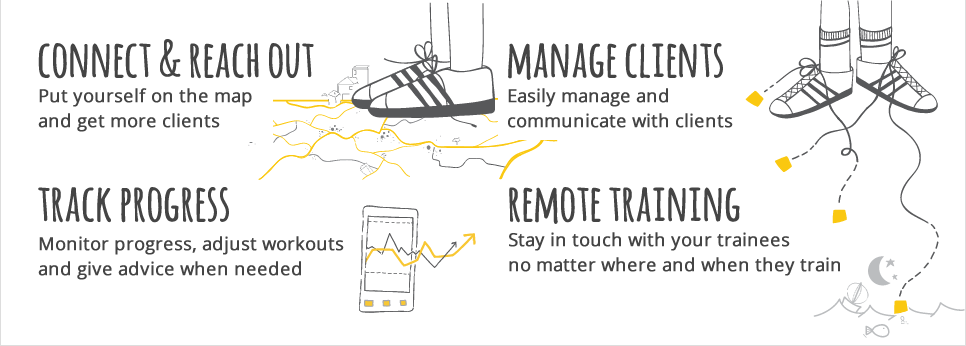 CONNECT & REACH OUT
Put yourself on the map
and get more clients
MANAGE CLIENTS
Easily manage and
communicate with clients
TRACK PROGRESS
Monitor progress, adjust workouts
and give advice when needed
REMOTE TRAINING
Stay in touch with your trainees
no matter where and when they train